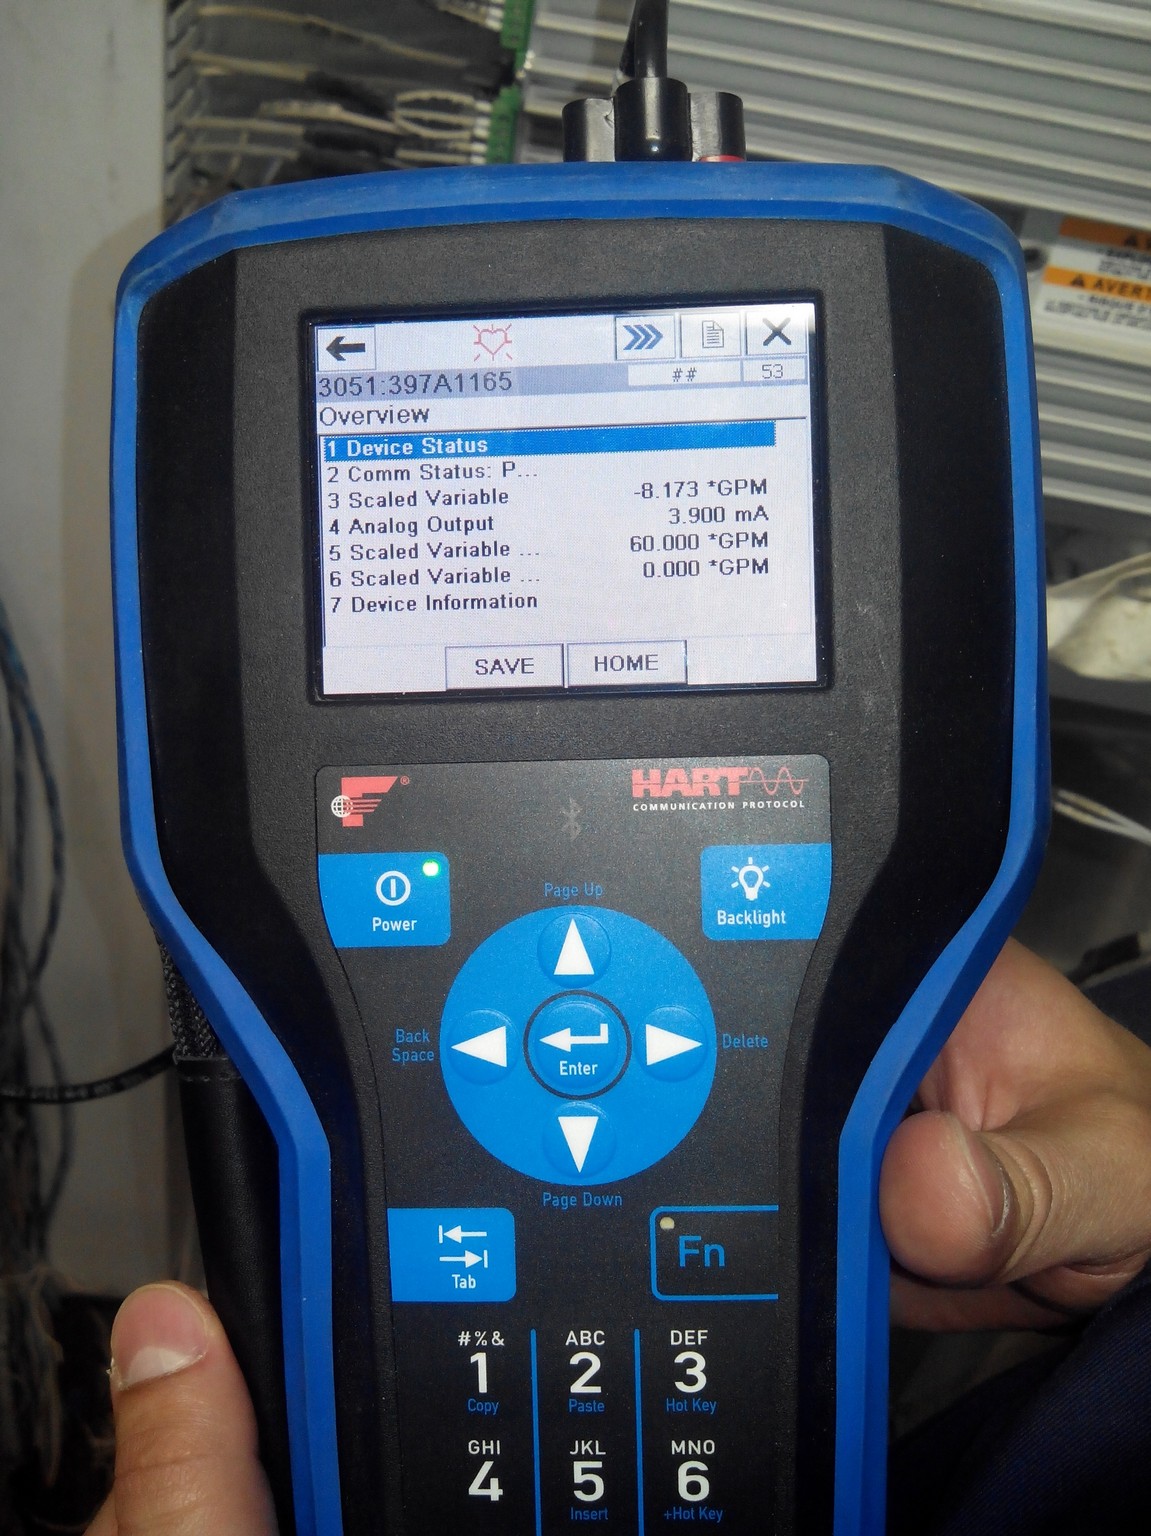 3051:397A1165
## 53
Overview
1 Device Status
2 Comm Status: P...
3 Scaled Variable -8.173 *GPM
4 Analog Output 3.900 mA
5 Scaled Variable ... 60.000 *GPM
6 Scaled Variable ... 0.000 *GPM
7 Device Information
SAVE HOME
F®
HART
COMMUNICATION PROTOCOL
Power
Backlight
Page Up
Back
Space
Enter
Delete
Page Down
Tab
Fn
#%& ABC DEF
1 2 3
Copy Paste Hot Key
GHI JKL MNO
4 5 6
Insert +Hot Key